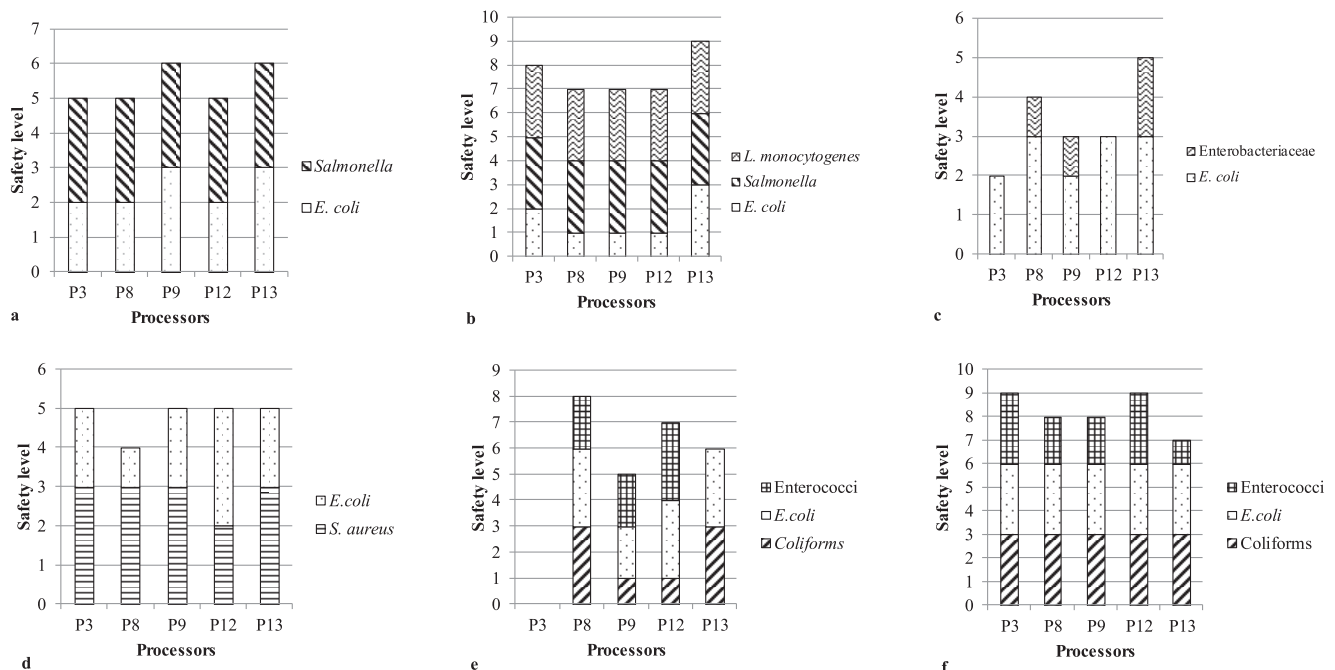 7
6
5
4
3
2
1
0
Safety level
P3 P8 P9 P12 P13
Processors
Salmonella
E. coli
a
10
9
8
7
6
5
4
3
2
1
0
Safety level
P3 P8 P9 P12 P13
Processors
L. monocytogenes
Salmonella
E. coli
b
6
5
4
3
2
1
0
Safety level
P3 P8 P9 P12 P13
Processors
Enterobacteriaceae
E. coli
c
6
5
4
3
2
1
0
Safety level
P3 P8 P9 P12 P13
Processors
E.coli
S. aureus
d
9
8
7
6
5
4
3
2
1
0
Safety level
P3 P8 P9 P12 P13
Processors
Enterococci
E.coli
Coliforms
e
10
9
8
7
6
5
4
3
2
1
0
Safety level
P3 P8 P9 P12 P13
Processors
Enterococci
E.coli
Coliforms
f